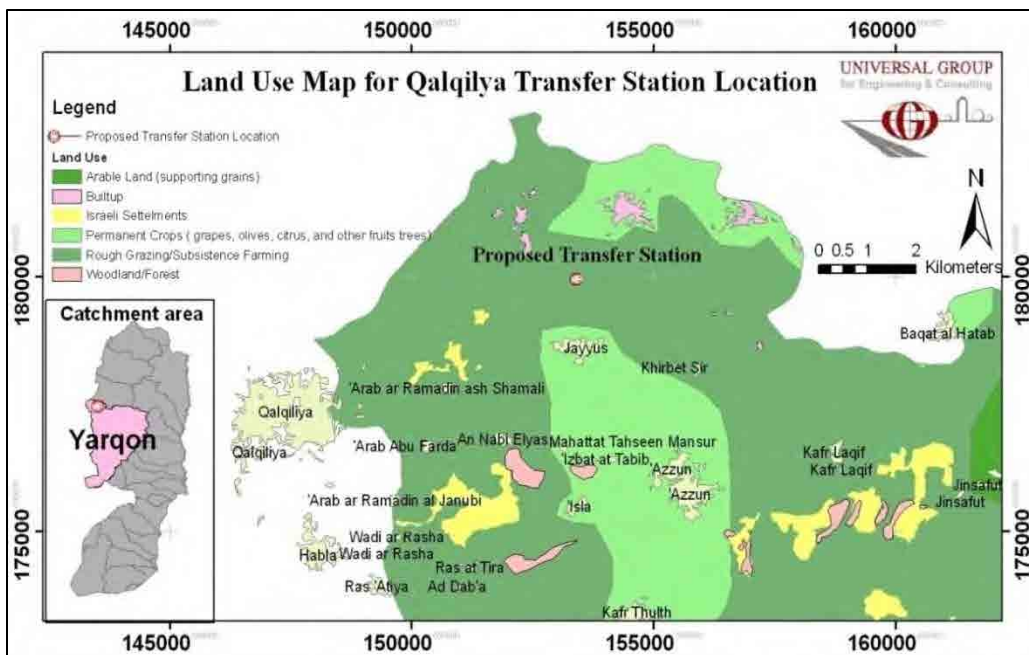 145000 150000 155000 160000
Land Use Map for Qalqilya Transfer Station Location
UNIVERSAL GROUP
for Engineering & Consulting
Legend
Proposed Transfer Station Location
Land Use
Arable Land (supporting grains)
Builtup
Israeli Settelments
Permanent Crops ( grapes, olives, citrus, and other fruits trees)
Rough Grazing/Subsistence Farming
Woodland/Forest
N
0 0.5 1 2
Kilometers
Proposed Transfer Station
180000 180000
Catchment area
Yarqon
Baqat al Hatab
Jayyus
Khirbet Sir
'Arab ar Ramadin ash Shamali
Qalqiliya
Qalqiliya
'Arab Abu Farda
An Nabi Elyas
Mahattat Tahseen Mansur
'Izbat at Tabib
'Azzun
'Azzun
Kafr Laqif
Kafr Laqif
Jinsafut
Jinsafut
'Arab ar Ramadin al Janubi
'Isla
Wadi ar Rasha
Habla
Wadi ar Rasha
Ras at Tira
Ras 'Atiya
Ad Dab'a
Kafr Thulth
175000 175000
145000 150000 155000 160000